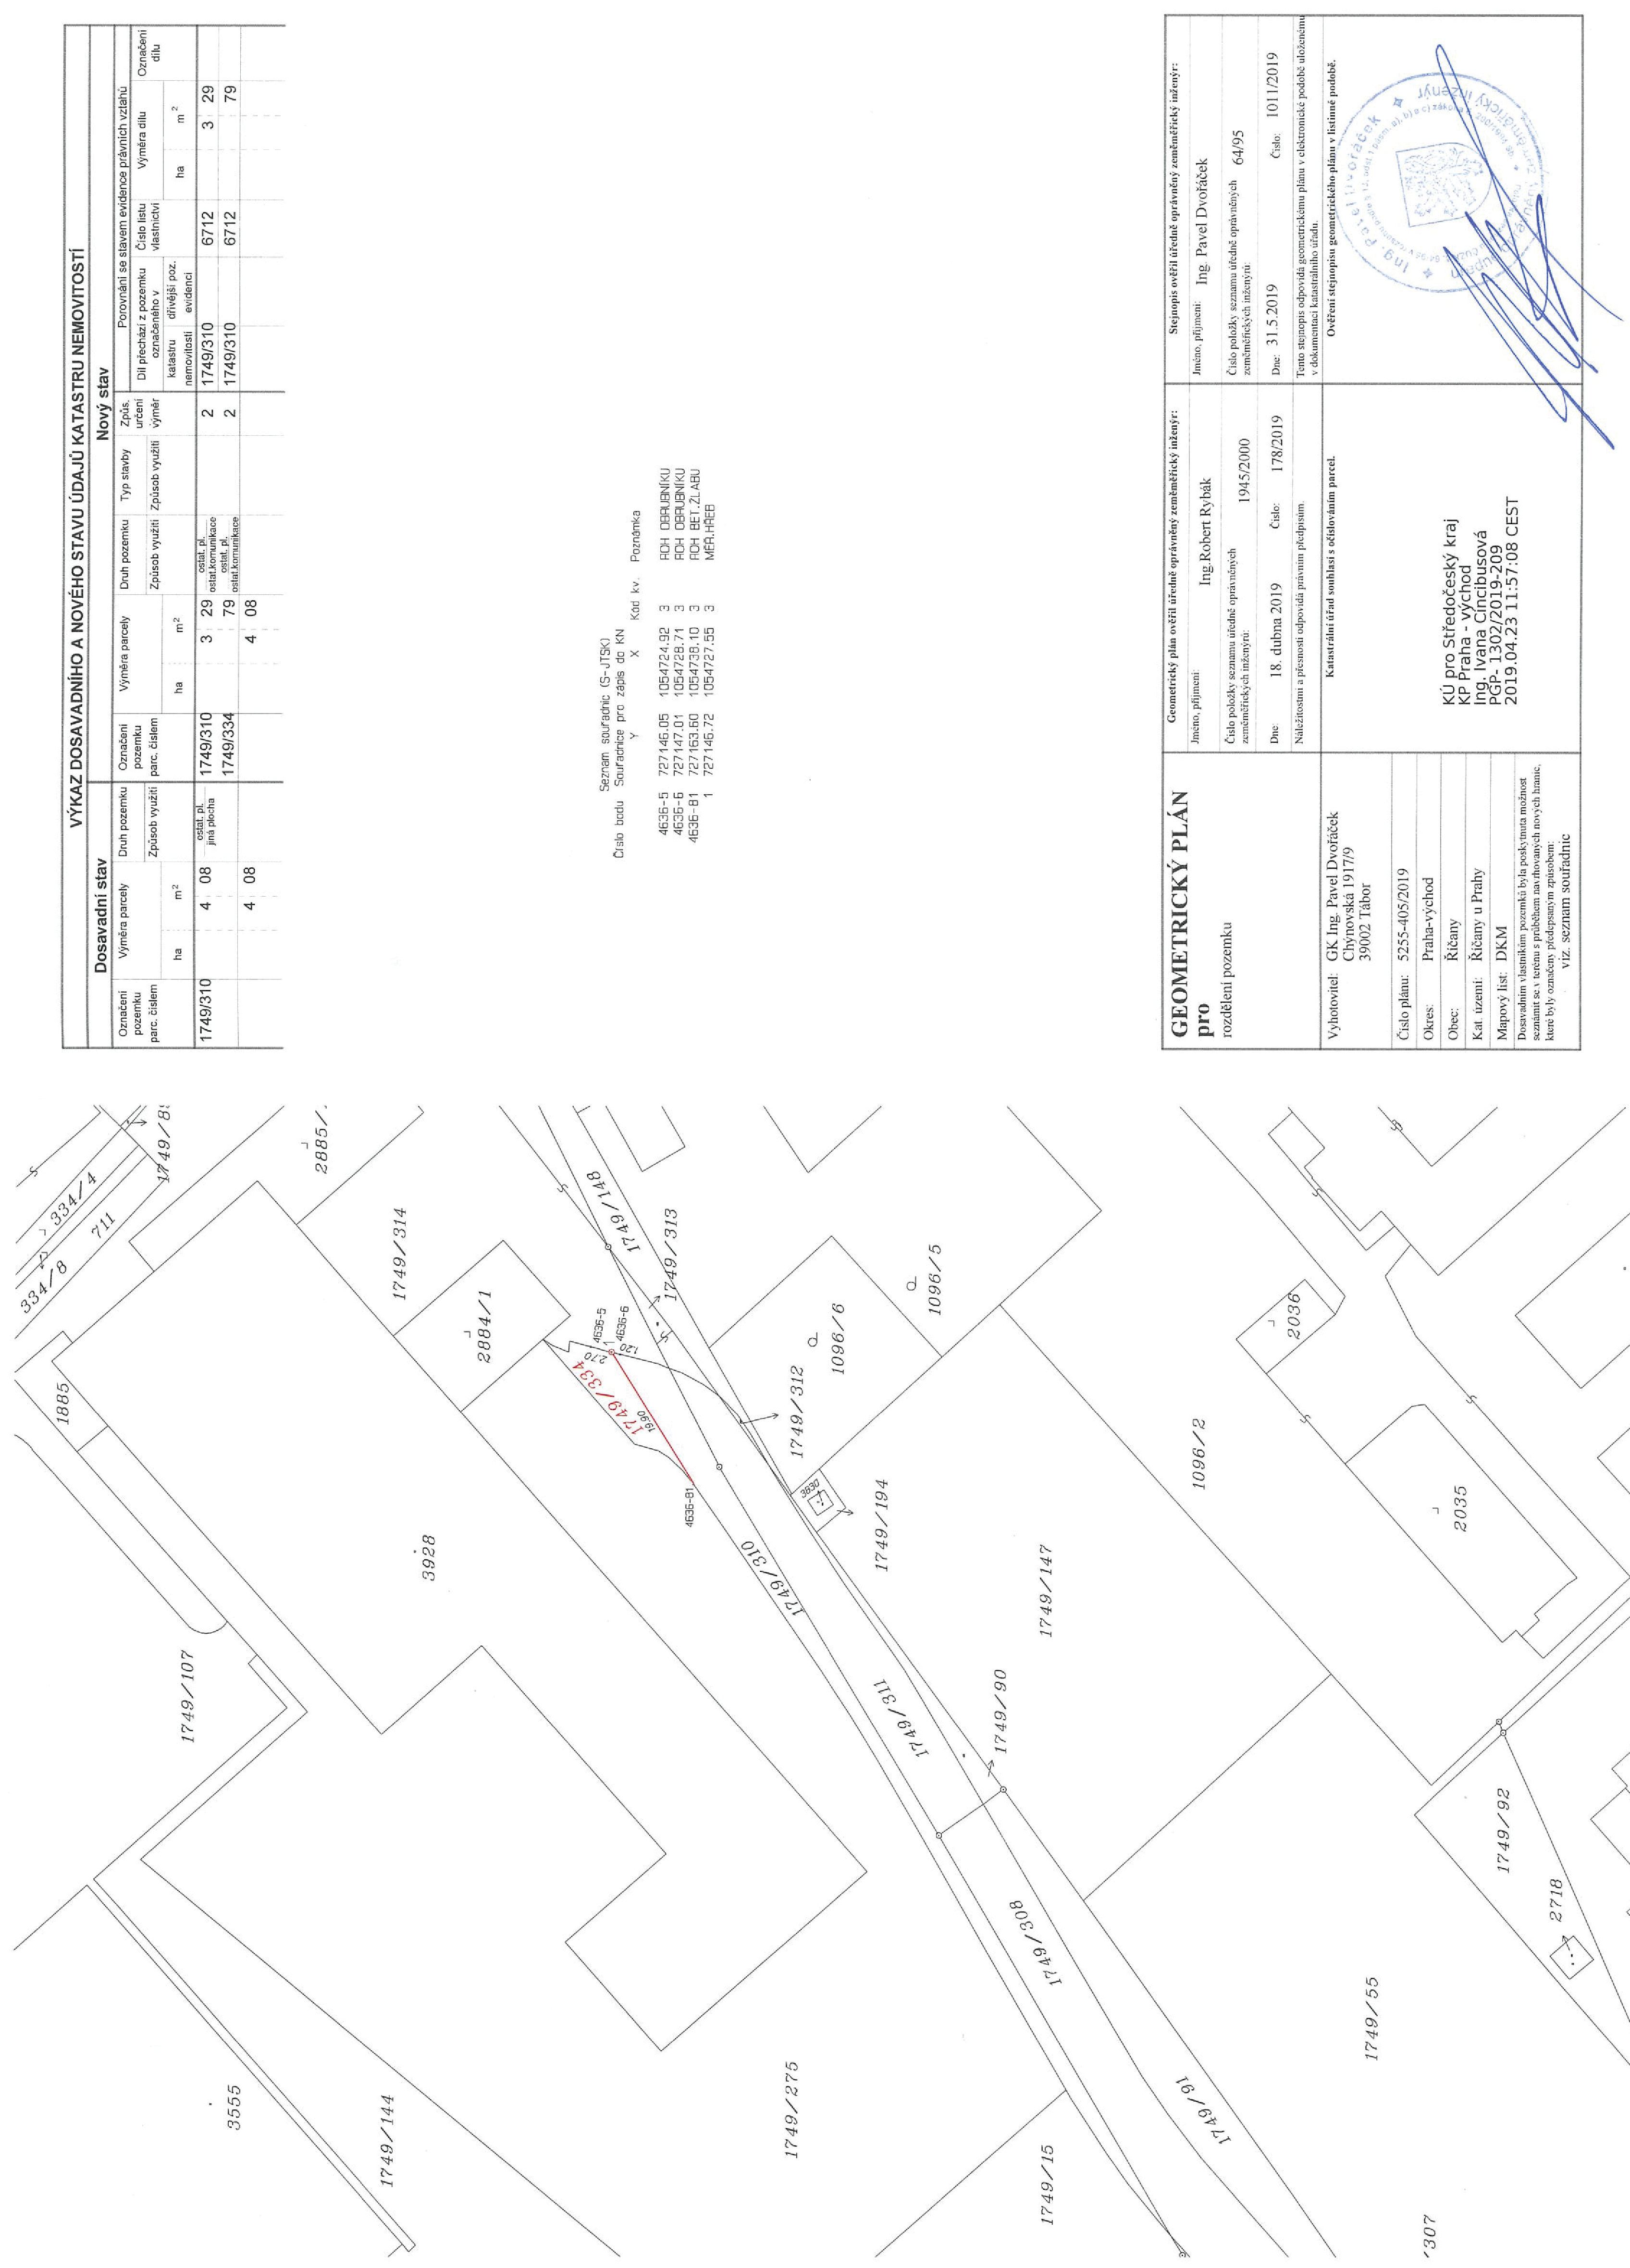 VÝKAZ DOSAVADNÍHO A NOVÉHO STAVU ÚDAJŮ KATASTRU NEMOVITOSTÍ
Dosavadní stav
Nový stav
Označení pozemku parc. číslem
Výměra parcely
ha
m²
Druh pozemku
Způsob využití
Označení pozemku parc. číslem
Výměra parcely
ha
m²
Druh pozemku
Způsob využití
Typ stavby
Způsob využití
Způs. určení výměr
Porovnání se stavem evidence právních vztahů
Díl přechází z pozemku označeného v
katastru nemovitostí
dřívější poz. evidenci
Číslo listu vlastnictví
Výměra dílu
ha
m²
Označení dílu
1749/310 4 08 ostat. pl. jiná plocha 1749/310 3 29 ostat. pl. ostat.komunikace 2 1749/310 6712 3 29
1749/334 79 ostat. pl. ostat.komunikace 2 1749/310 6712 79
4 08 4 08
Seznam souřadnic (S-JTSK)
Číslo bodu Souřadnice pro zápis do KN
Y X Kód kv. Poznámka
4636-5 727146.05 1054724.92 3 ROH OBRUBNÍKU
4636-6 727147.01 1054728.71 3 ROH OBRUBNÍKU
4636-81 727163.60 1054738.10 3 ROH BET.ŽLABU
1 727146.72 1054727.55 3 MĚŘ.HŘEB
GEOMETRICKÝ PLÁN
pro
rozdělení pozemku
Vyhotovitel: GK Ing. Pavel Dvořáček
Chýnovská 1917/9
39002 Tábor
Číslo plánu: 5255-405/2019
Okres: Praha-východ
Obec: Říčany
Kat. území: Říčany u Prahy
Mapový list: DKM
Dosavadním vlastníkům pozemků byla poskytnuta možnost
seznámit se v terénu s průběhem navrhovaných nových hranic,
které byly označeny předepsaným způsobem:
viz. seznam souřadnic
Geometrický plán ověřil úředně oprávněný zeměměřický inženýr:
Jméno, příjmení:
Ing.Robert Rybák
Číslo položky seznamu úředně oprávněných
zeměměřických inženýrů: 1945/2000
Dne: 18. dubna 2019 Číslo: 178/2019
Náležitostmi a přesností odpovídá právním předpisům.
Katastrální úřad souhlasí s očíslováním parcel.
KÚ pro Středočeský kraj
KP Praha - východ
Ing. Ivana Cincibusová
PGP- 1302/2019-209
2019.04.23 11:57:08 CEST
Stejnopis ověřil úředně oprávněný zeměměřický inženýr:
Jméno, příjmení: Ing. Pavel Dvořáček
Číslo položky seznamu úředně oprávněných
zeměměřických inženýrů: 64/95
Dne: 31.5.2019 Číslo: 1011/2019
Tento stejnopis odpovídá geometrickému plánu v elektronické podobě uloženému
v dokumentaci katastrálního úřadu.
Ověření stejnopisu geometrického plánu v listinné podobě.
Ing. Pavel Dvořáček
334/4
334/8
711
2885/
1749/314
2884/1
1885
3928
1749/107
3555
1749/144
1749/275
1749/15
1749/148
1749/313
4636-5
4636-6
2.70
1.20
1749/334
19.90
4636-81
1749/310
1749/312
3630
1749/194
1096/6
1096/5
1096/2
1749/147
1749/311
1749/90
1749/308
1749/91
1749/55
/307
2036
2035
1749/92
2718